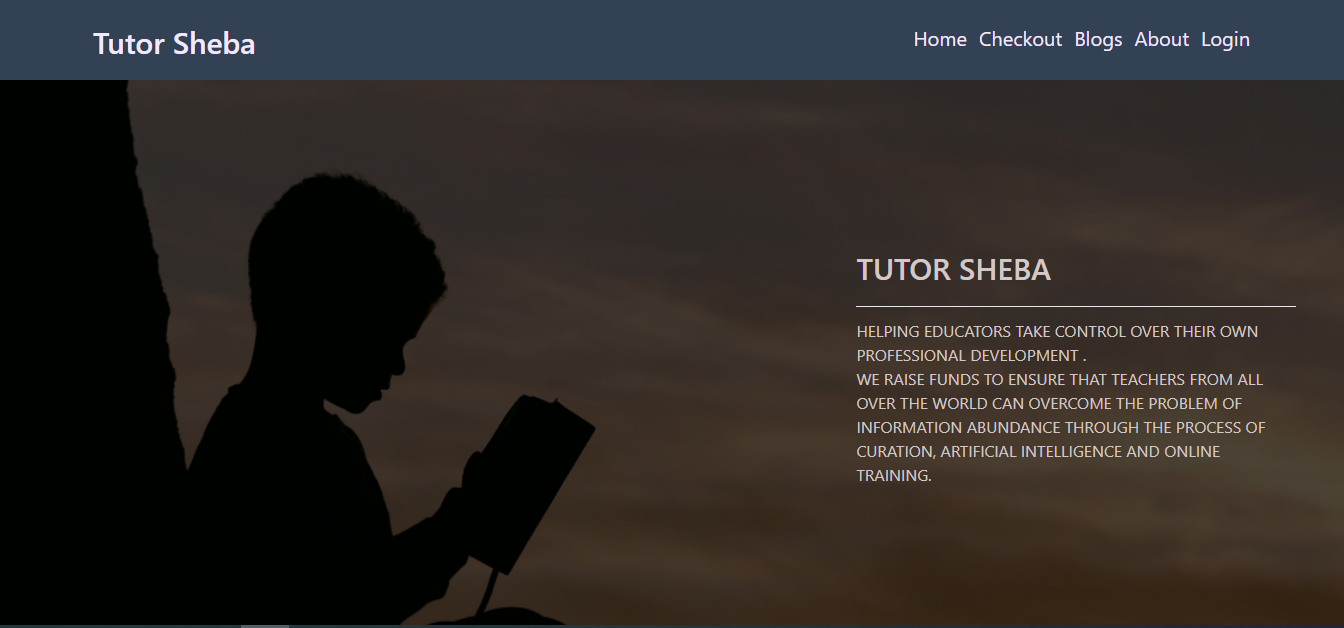 Tutor Sheba
Home Checkout Blogs About Login
TUTOR SHEBA
HELPING EDUCATORS TAKE CONTROL OVER THEIR OWN
PROFESSIONAL DEVELOPMENT .
WE RAISE FUNDS TO ENSURE THAT TEACHERS FROM ALL
OVER THE WORLD CAN OVERCOME THE PROBLEM OF
INFORMATION ABUNDANCE THROUGH THE PROCESS OF
CURATION, ARTIFICIAL INTELLIGENCE AND ONLINE
TRAINING.